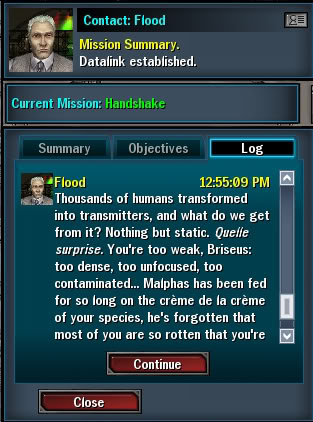 Contact: Flood
Mission Summary.
Datalink established.
Current Mission: Handshake
Summary
Objectives
Log
Flood
12:55:09 PM
Thousands of humans transformed
into transmitters, and what do we get
from it? Nothing but static. Quelle
surprise. You're too weak, Briseus:
too dense, too unfocused, too
contaminated... Malphas has been fed
for so long on the crème de la crème
of your species, he's forgotten that
most of you are so rotten that you're
Continue
Close